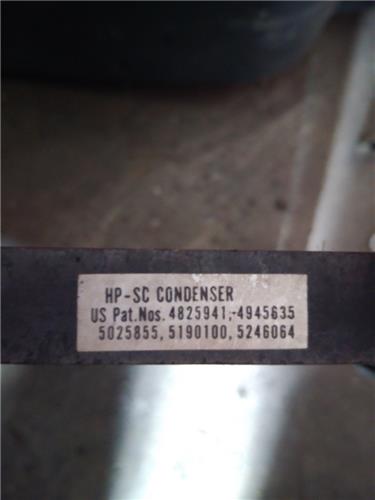 HP-SC CONDENSER
US Pat.Nos. 4825941,-4945635
5025855, 5190100, 5246064